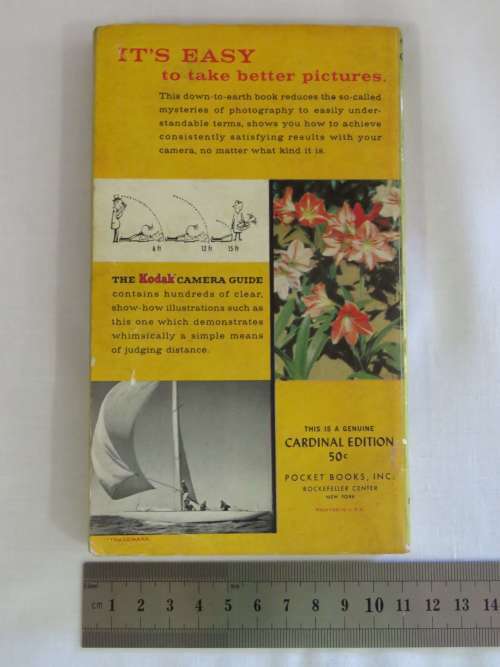 IT'S EASY
to take better pictures.
This down-to-earth book reduces the so-called
mysteries of photography to easily under-
standable terms, shows you how to achieve
consistently satisfying results with your
camera, no matter what kind it is.
6 ft 12 ft 15 ft
THE Kodak CAMERA GUIDE
contains hundreds of clear,
show-how illustrations such as
this one which demonstrates
whimsically a simple means
of judging distance.
THIS IS A GENUINE
CARDINAL EDITION
50c
POCKET BOOKS, INC.
ROCKEFELLER CENTER
NEW YORK
PRINTED IN U.S.A.
TRADEMARK
cm 1 2 3 4 5 6 7 8 9 10 11 12 13 14